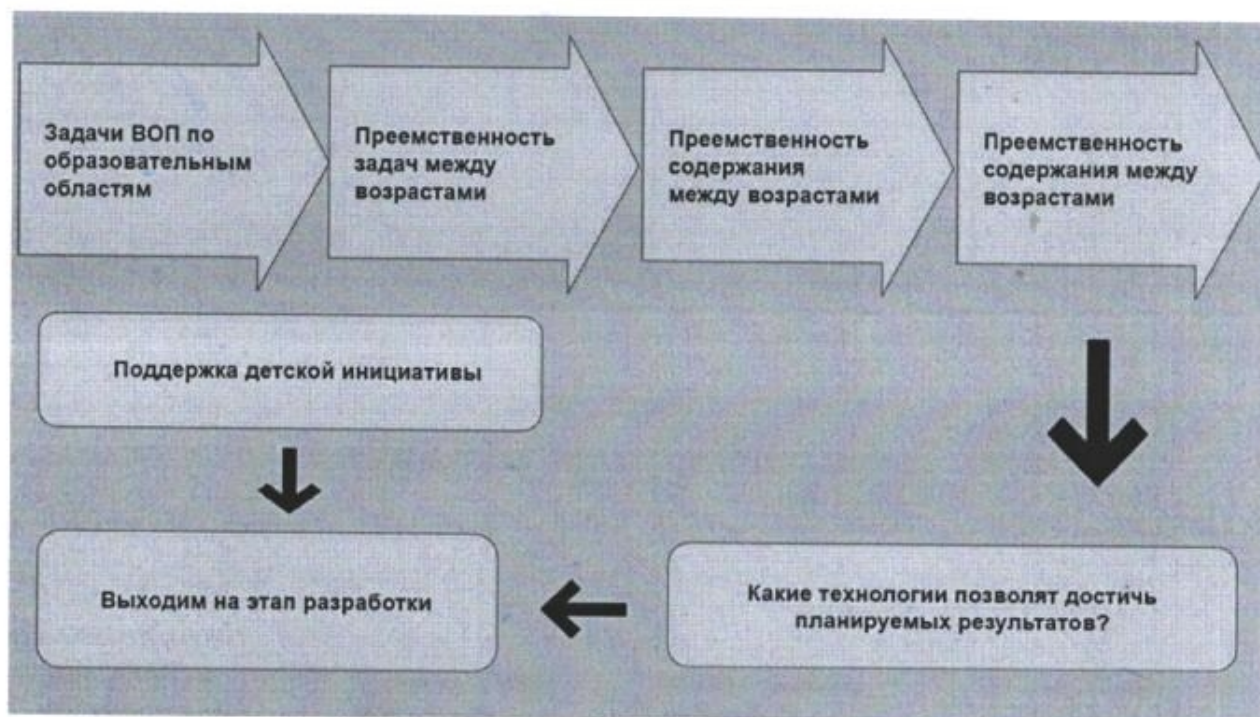 Задачи ВОП по
образовательным
областям
Преемственность
задач между
возрастами
Преемственность
содержания
между возрастами
Преемственность
содержания между
возрастами
Поддержка детской инициативы
Выходим на этап разработки
Какие технологии позволят достичь
планируемых результатов?